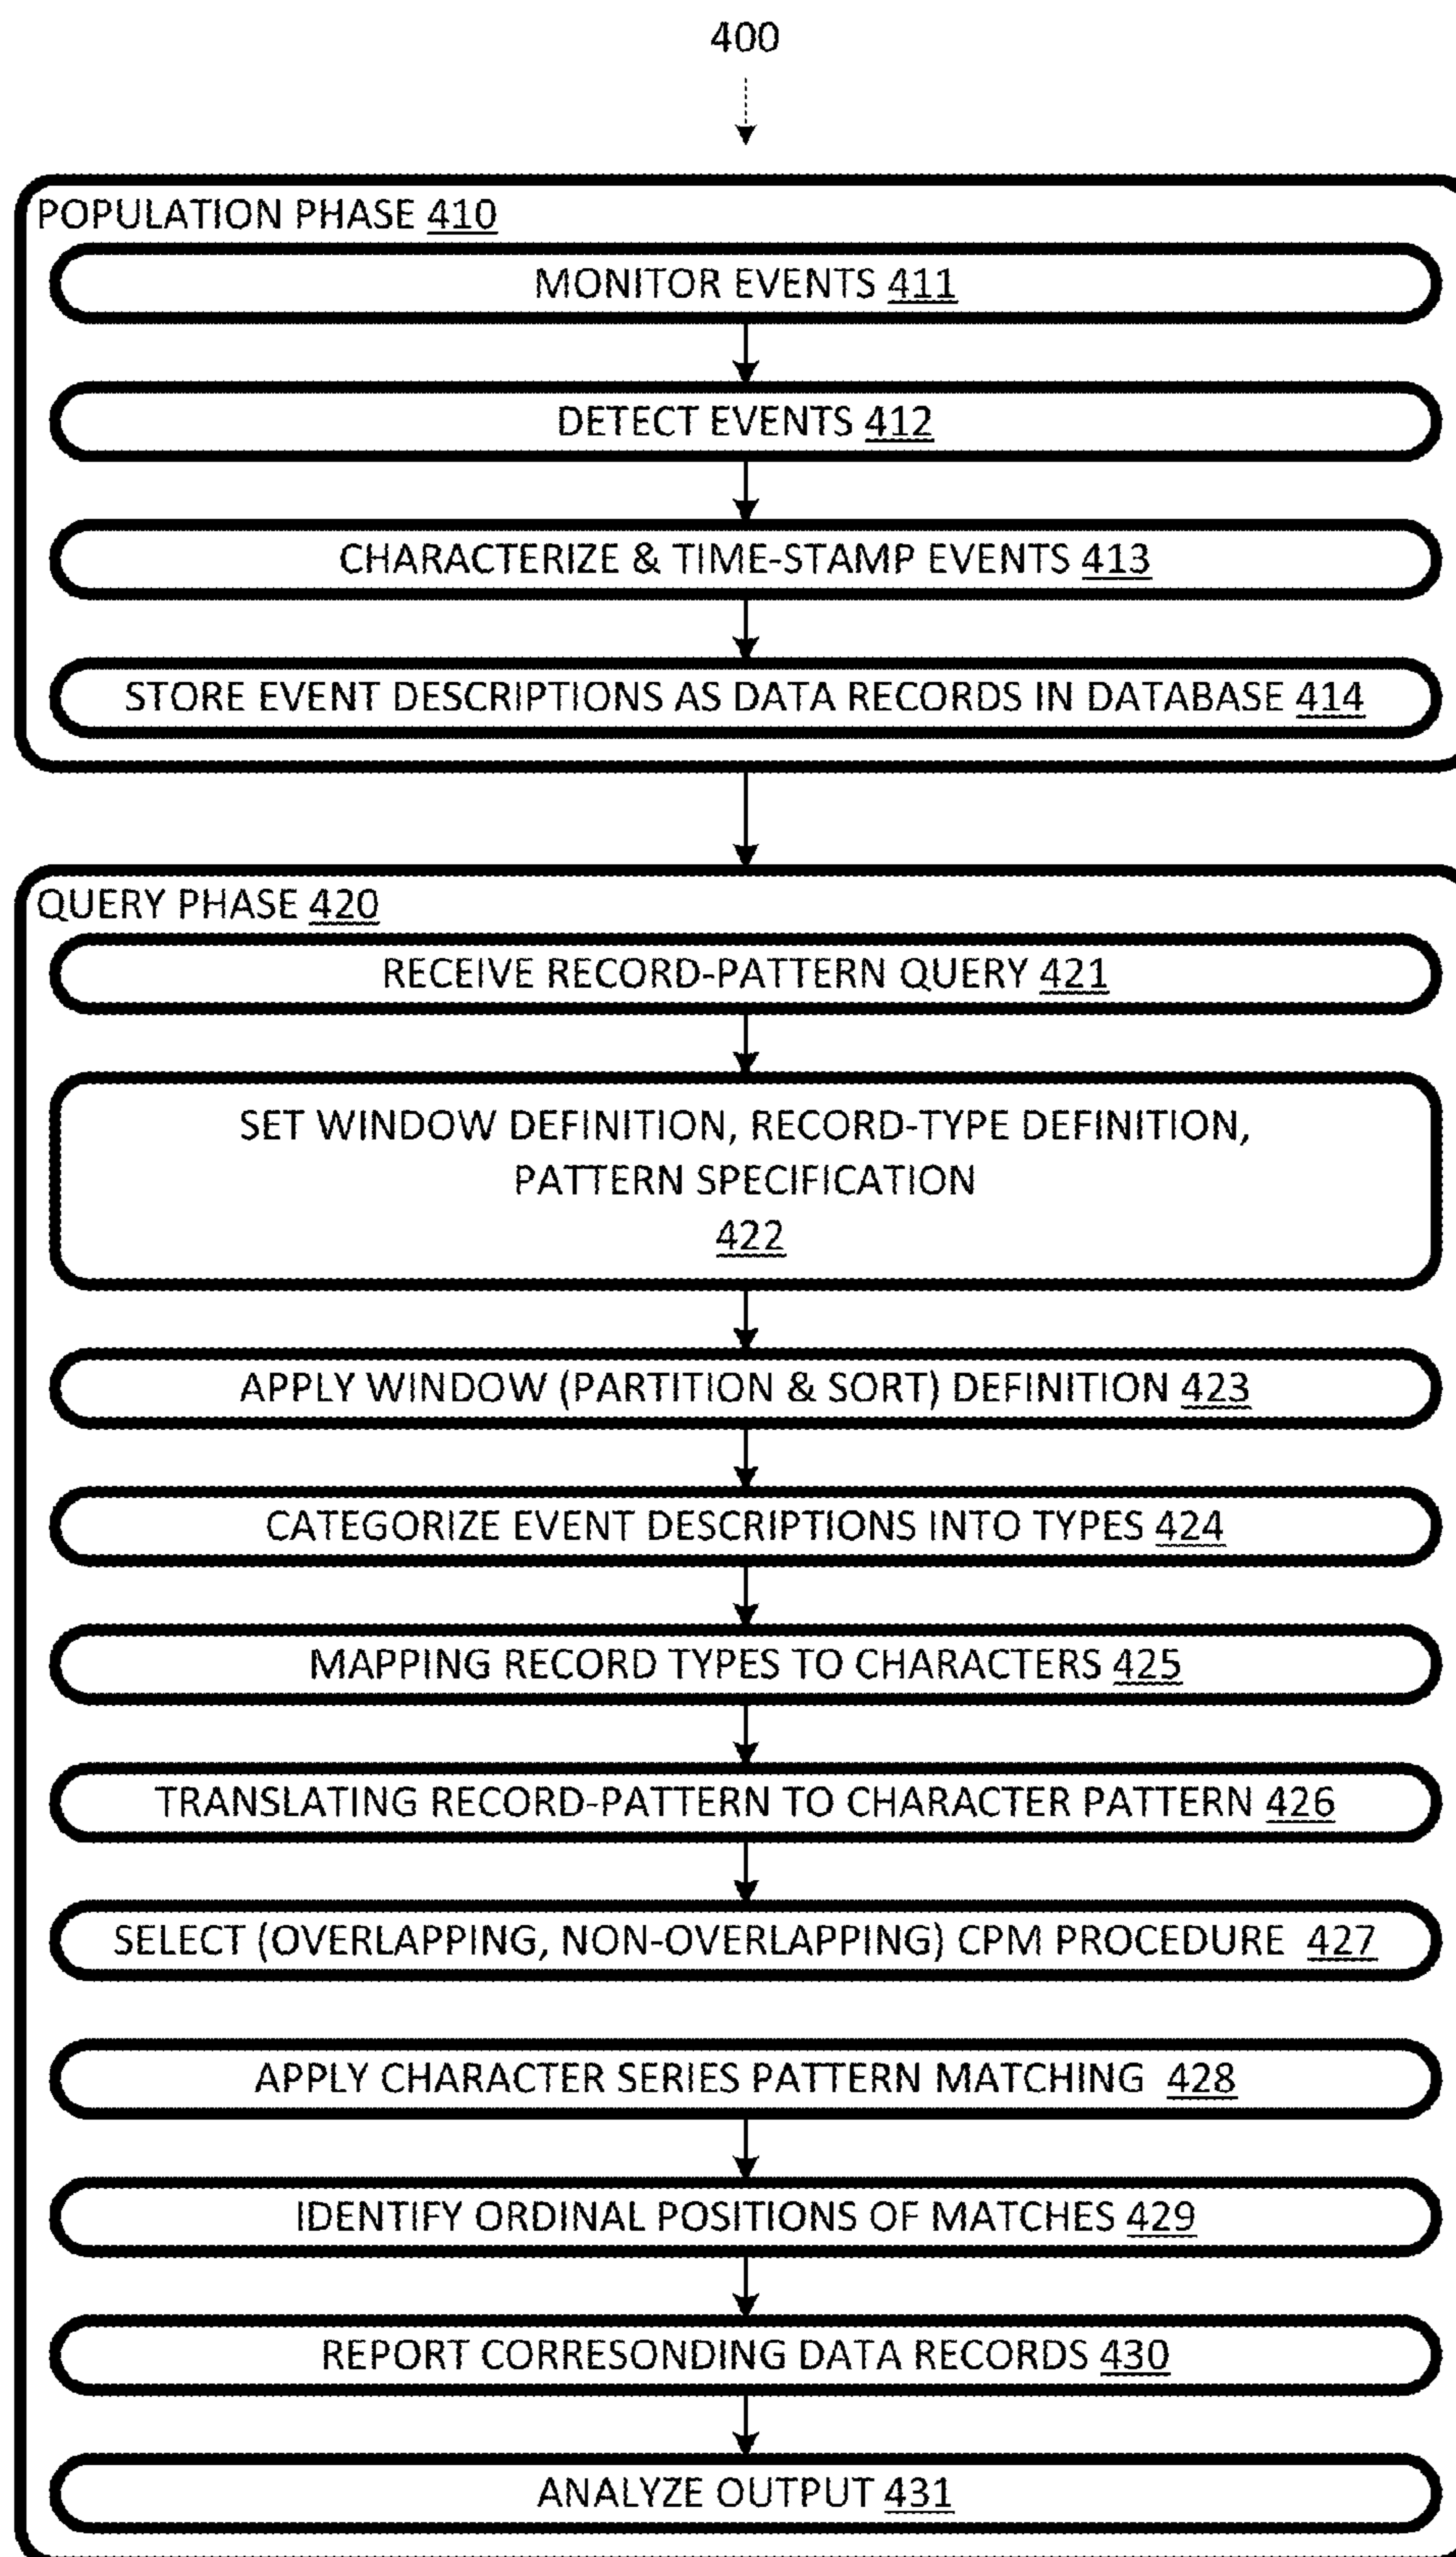 400
POPULATION PHASE 410
MONITOR EVENTS 411
DETECT EVENTS 412
CHARACTERIZE & TIME-STAMP EVENTS 413
STORE EVENT DESCRIPTIONS AS DATA RECORDS IN DATABASE 414
QUERY PHASE 420
RECEIVE RECORD-PATTERN QUERY 421
SET WINDOW DEFINITION, RECORD-TYPE DEFINITION,
PATTERN SPECIFICATION
422
APPLY WINDOW (PARTITION & SORT) DEFINITION 423
CATEGORIZE EVENT DESCRIPTIONS INTO TYPES 424
MAPPING RECORD TYPES TO CHARACTERS 425
TRANSLATING RECORD-PATTERN TO CHARACTER PATTERN 426
SELECT (OVERLAPPING, NON-OVERLAPPING) CPM PROCEDURE 427
APPLY CHARACTER SERIES PATTERN MATCHING 428
IDENTIFY ORDINAL POSITIONS OF MATCHES 429
REPORT CORRESONDING DATA RECORDS 430
ANALYZE OUTPUT 431